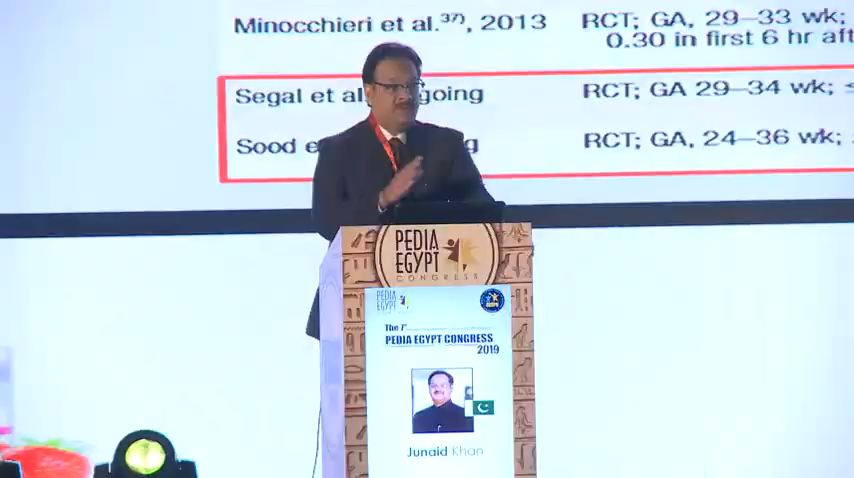 Minocchieri et al.³⁷⁾, 2013 RCT; GA, 29–33 wk;
0.30 in first 6 hr aft
Segal et al. going RCT; GA 29–34 wk; ≤
Sood e g RCT; GA, 24–36 wk;
PEDIA
EGYPT
CONGRESS
PEDIA
EGYPT
The 1st
PEDIA EGYPT CONGRESS
2019
Junaid Khan